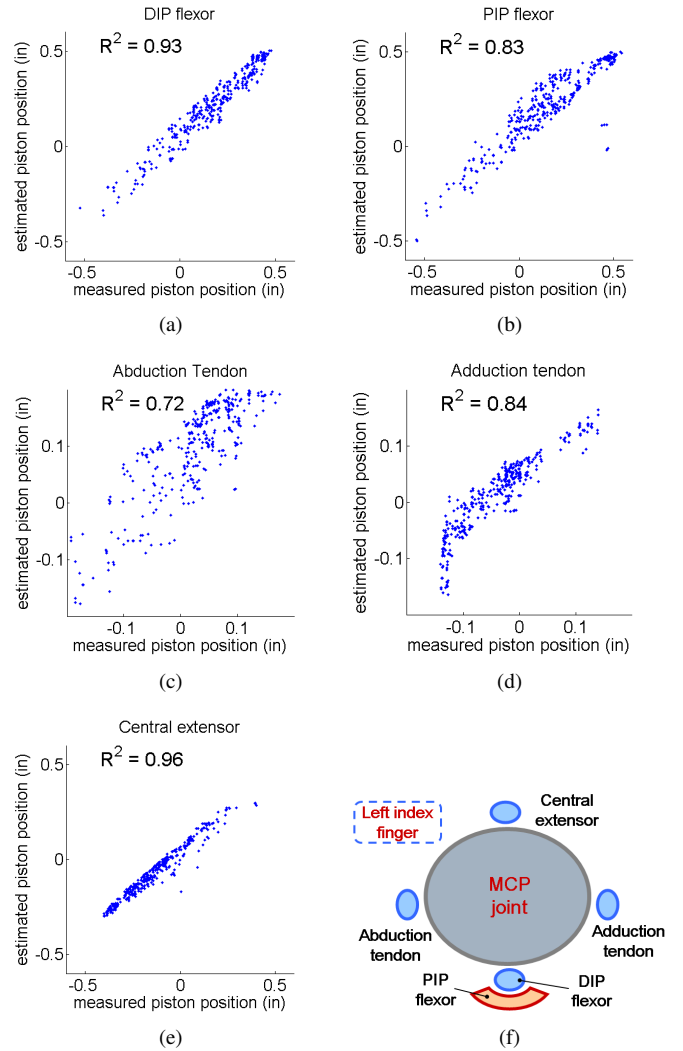 DIP flexor
R² = 0.93
0.5
0
-0.5
-0.5 0 0.5
estimated piston position (in)
measured piston position (in)
(a)
PIP flexor
R² = 0.83
0.5
0
-0.5
-0.5 0 0.5
estimated piston position (in)
measured piston position (in)
(b)
Abduction Tendon
R² = 0.72
0.1
0
-0.1
-0.1 0 0.1
estimated piston position (in)
measured piston position (in)
(c)
Adduction tendon
R² = 0.84
0.1
0
-0.1
-0.1 0 0.1
estimated piston position (in)
measured piston position (in)
(d)
Central extensor
R² = 0.96
0.5
0
-0.5
-0.5 0 0.5
estimated piston position (in)
measured piston position (in)
(e)
Left index
finger
Central
extensor
MCP
joint
Abduction
tendon
Adduction
tendon
PIP
flexor
DIP
flexor
(f)